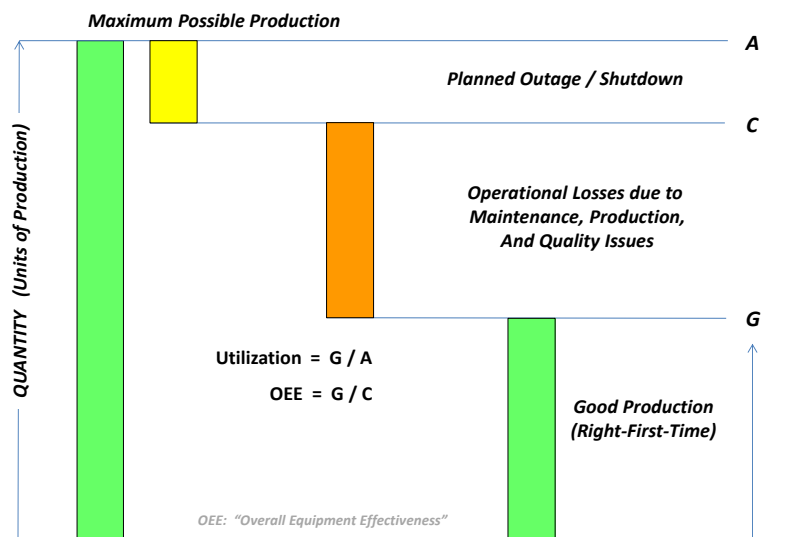 Maximum Possible Production
A
Planned Outage / Shutdown
C
QUANTITY (Units of Production)
Operational Losses due to
Maintenance, Production,
And Quality Issues
G
Utilization = G / A
OEE = G / C
Good Production
(Right-First-Time)
OEE: “Overall Equipment Effectiveness”